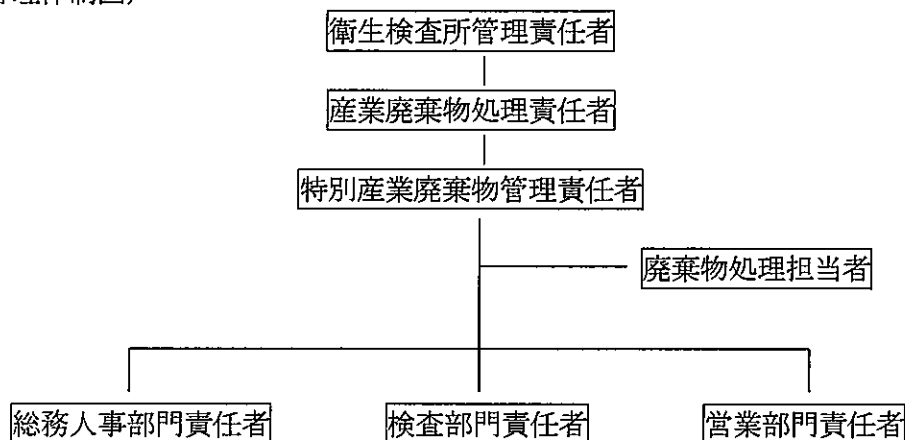 衛生検査所管理責任者
産業廃棄物処理責任者
特別産業廃棄物管理責任者
廃棄物処理担当者
総務人事部門責任者
検査部門責任者
営業部門責任者